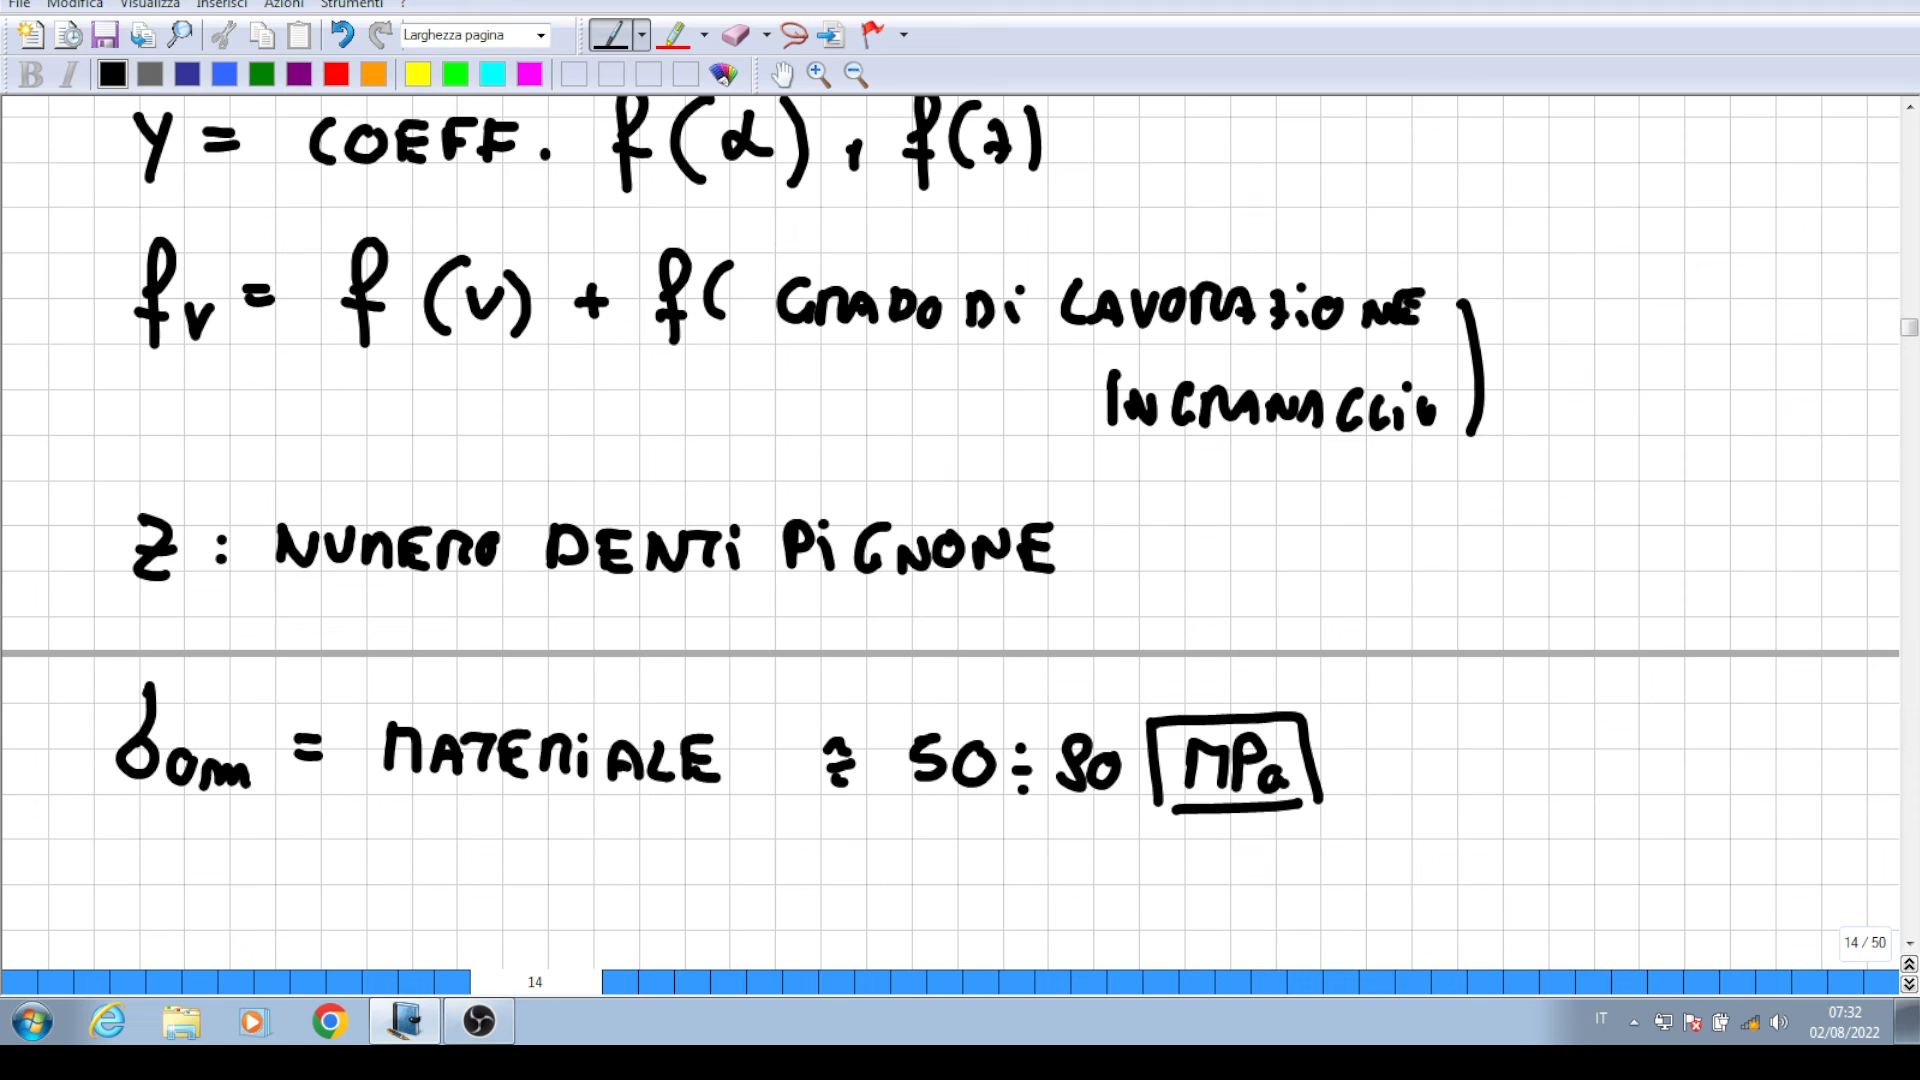 File Modifica Visualizza Inserisci Azioni Strumenti ?
Larghezza pagina
B I
Y = COEFF. f(α), f(z)
fv = f(v) + f( GRADO DI LAVORAZIONE
INGRANAGGIO )
Z : NUMERO DENTI PIGNONE
σom = MATERIALE ≅ 50 ÷ 90 [MPa]
14 / 50
14
IT
07:32
02/08/2022